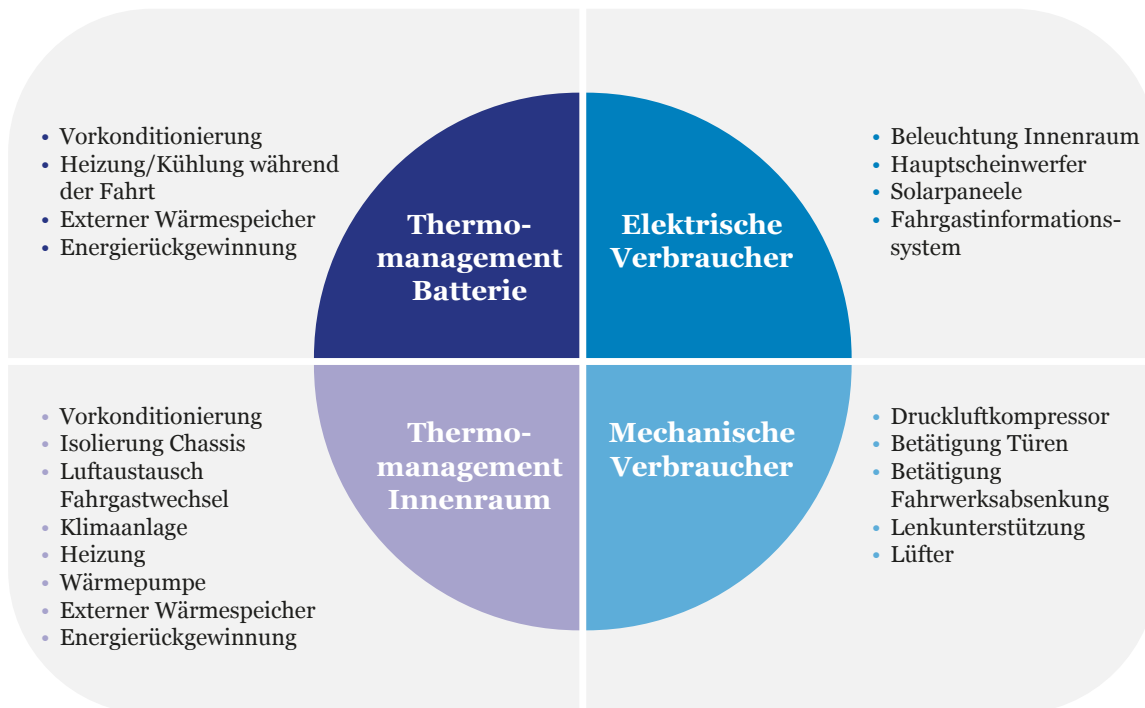 • Vorkonditionierung
• Heizung/Kühlung während
der Fahrt
• Externer Wärmespeicher
• Energierückgewinnung
Thermo-
management
Batterie
Elektrische
Verbraucher
• Beleuchtung Innenraum
• Hauptscheinwerfer
• Solarpaneele
• Fahrgastinformations-
system
• Vorkonditionierung
• Isolierung Chassis
• Luftaustausch
Fahrgastwechsel
• Klimaanlage
• Heizung
• Wärmepumpe
• Externer Wärmespeicher
• Energierückgewinnung
Thermo-
management
Innenraum
Mechanische
Verbraucher
• Druckluftkompressor
• Betätigung Türen
• Betätigung
Fahrwerksabsenkung
• Lenkunterstützung
• Lüfter